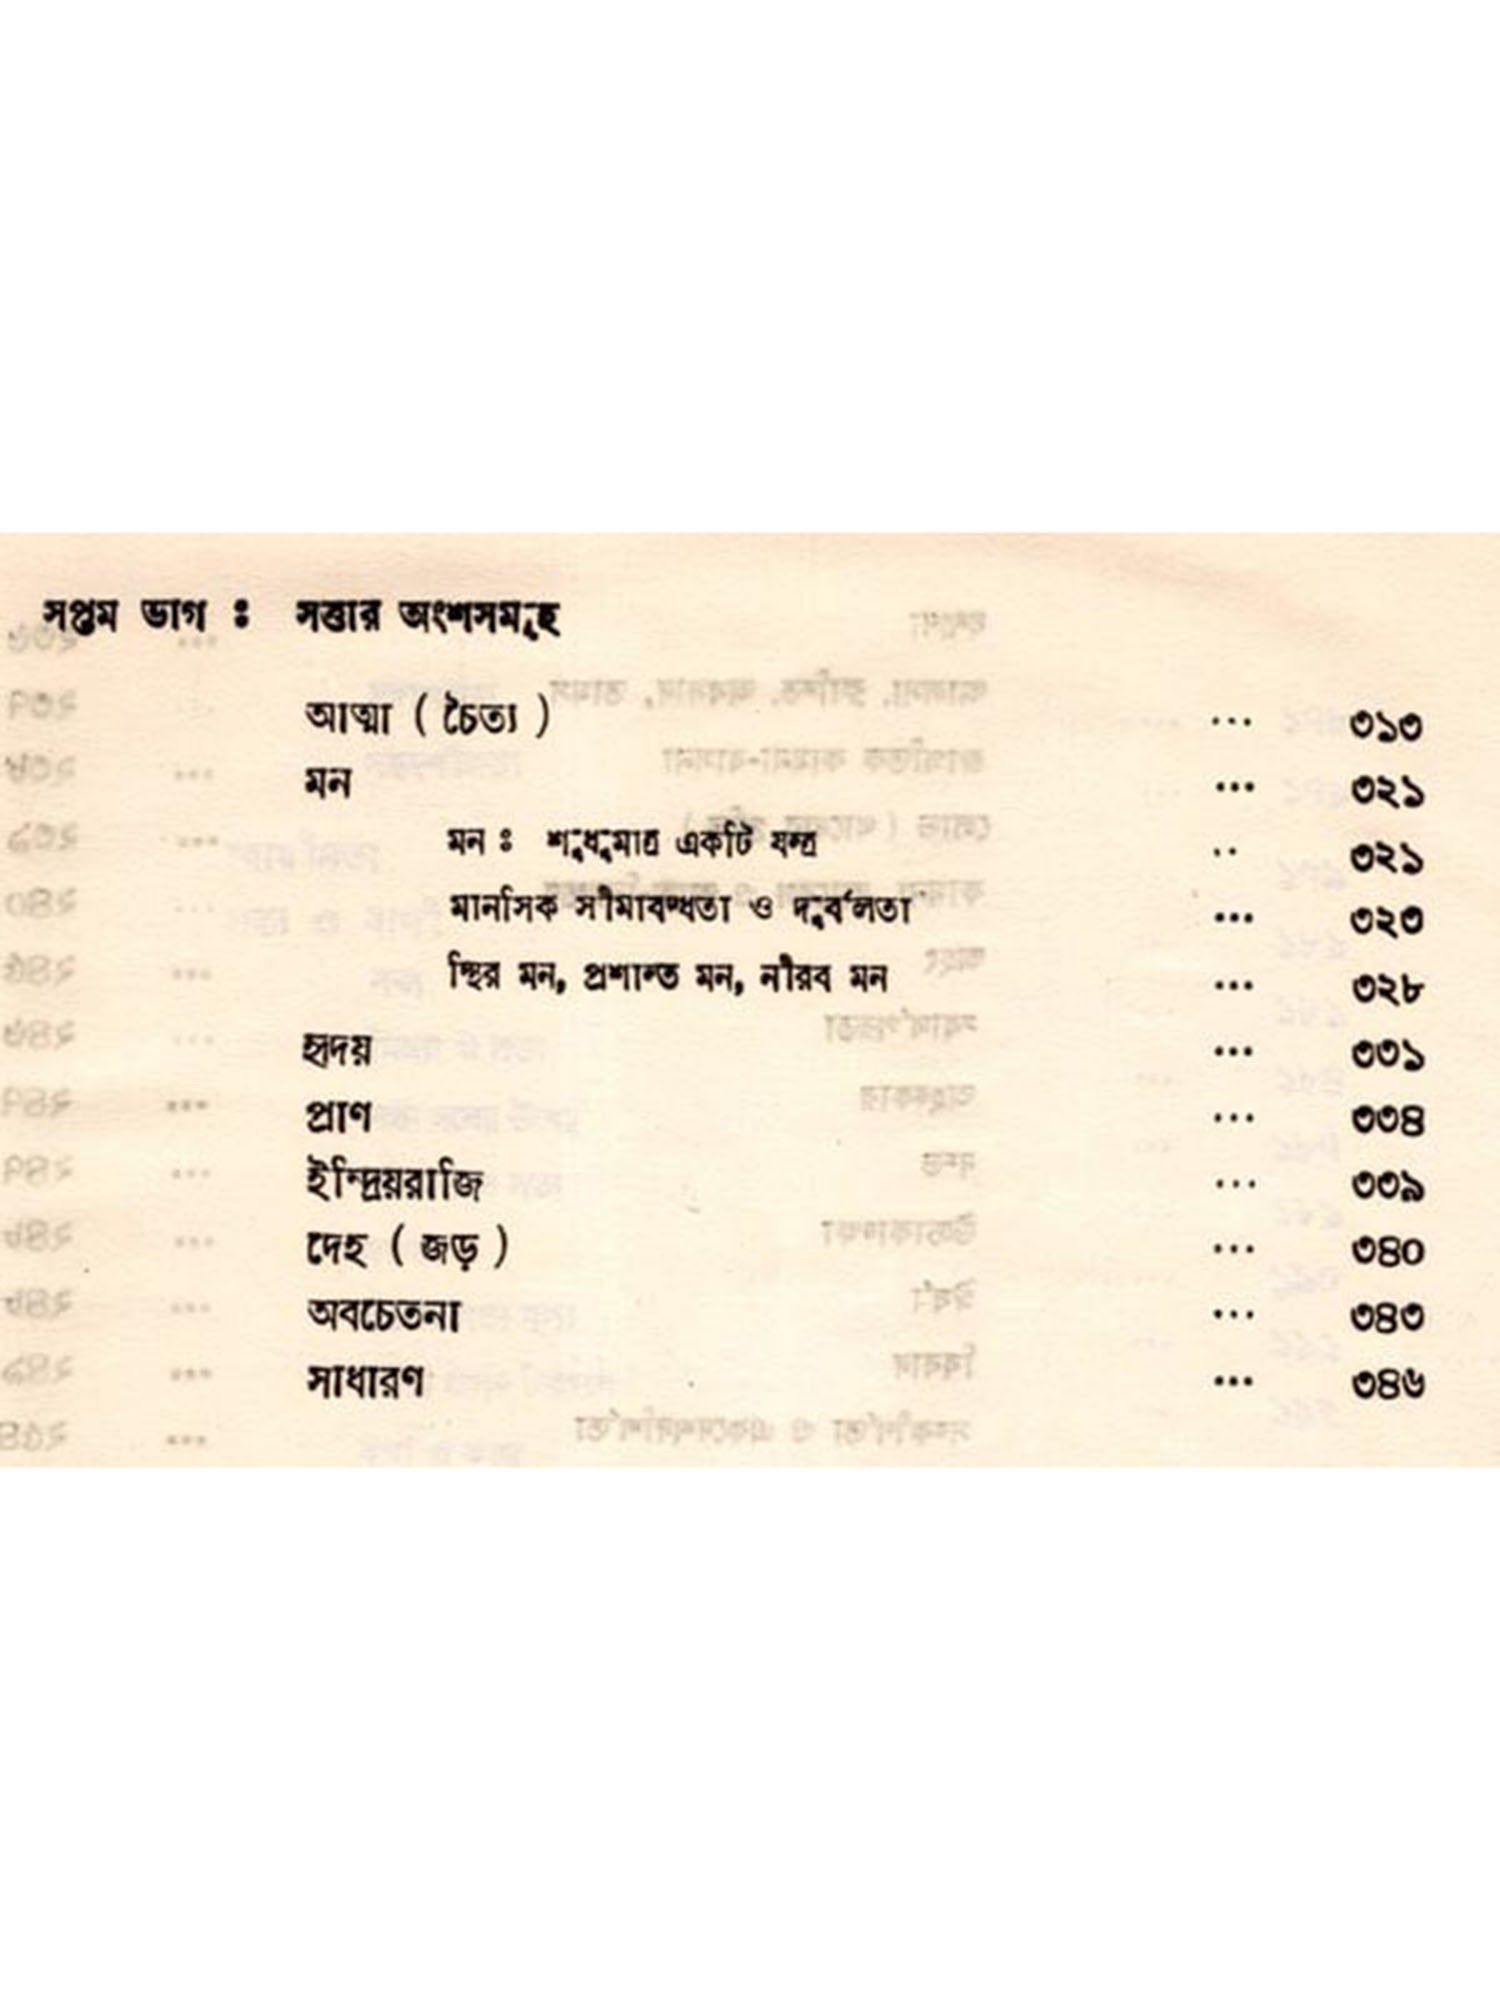 সপ্তম ভাগ : সত্তার অংশসমূহ
আত্মা ( চৈত্য ) ... ৩১৩
মন ... ৩২১
মন : শুধুমাত্র একটি যন্ত্র .. ৩২১
মানসিক সীমাবদ্ধতা ও দুর্বলতা ... ৩২৩
স্থির মন, প্রশান্ত মন, নীরব মন ... ৩২৮
হৃদয় ... ৩৩১
প্রাণ ... ৩৩৪
ইন্দ্রিয়রাজি ... ৩৩৯
দেহ ( জড় ) ... ৩৪০
অবচেতনা ... ৩৪৩
সাধারণ ... ৩৪৬